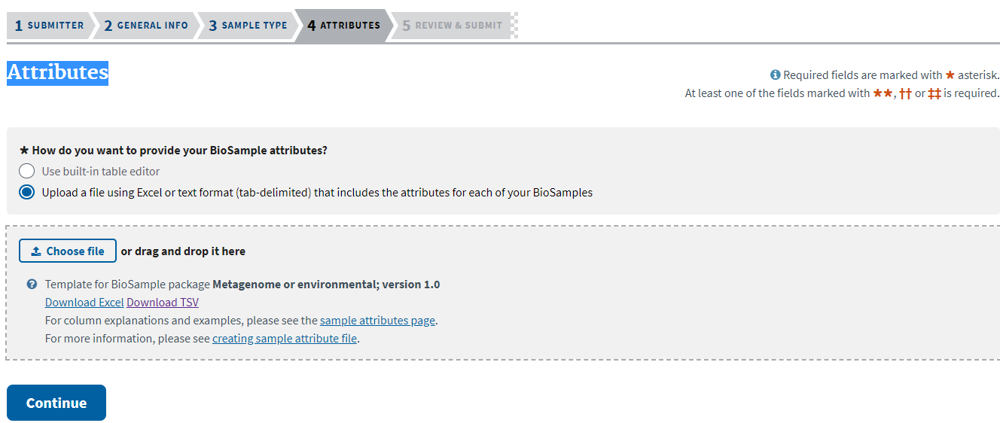 1 SUBMITTER 2 GENERAL INFO 3 SAMPLE TYPE 4 ATTRIBUTES 5 REVIEW & SUBMIT
Attributes
Required fields are marked with * asterisk.
At least one of the fields marked with **, †† or ‡‡ is required.
* How do you want to provide your BioSample attributes?
Use built-in table editor
Upload a file using Excel or text format (tab-delimited) that includes the attributes for each of your BioSamples
Choose file or drag and drop it here
Template for BioSample package Metagenome or environmental; version 1.0
Download Excel Download TSV
For column explanations and examples, please see the sample attributes page.
For more information, please see creating sample attribute file.
Continue